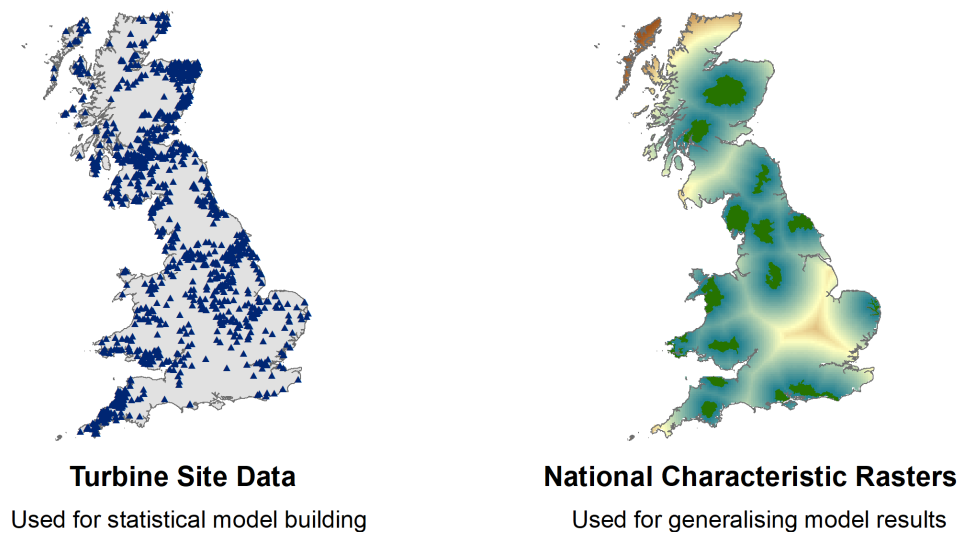 Turbine Site Data
Used for statistical model building
National Characteristic Rasters
Used for generalising model results